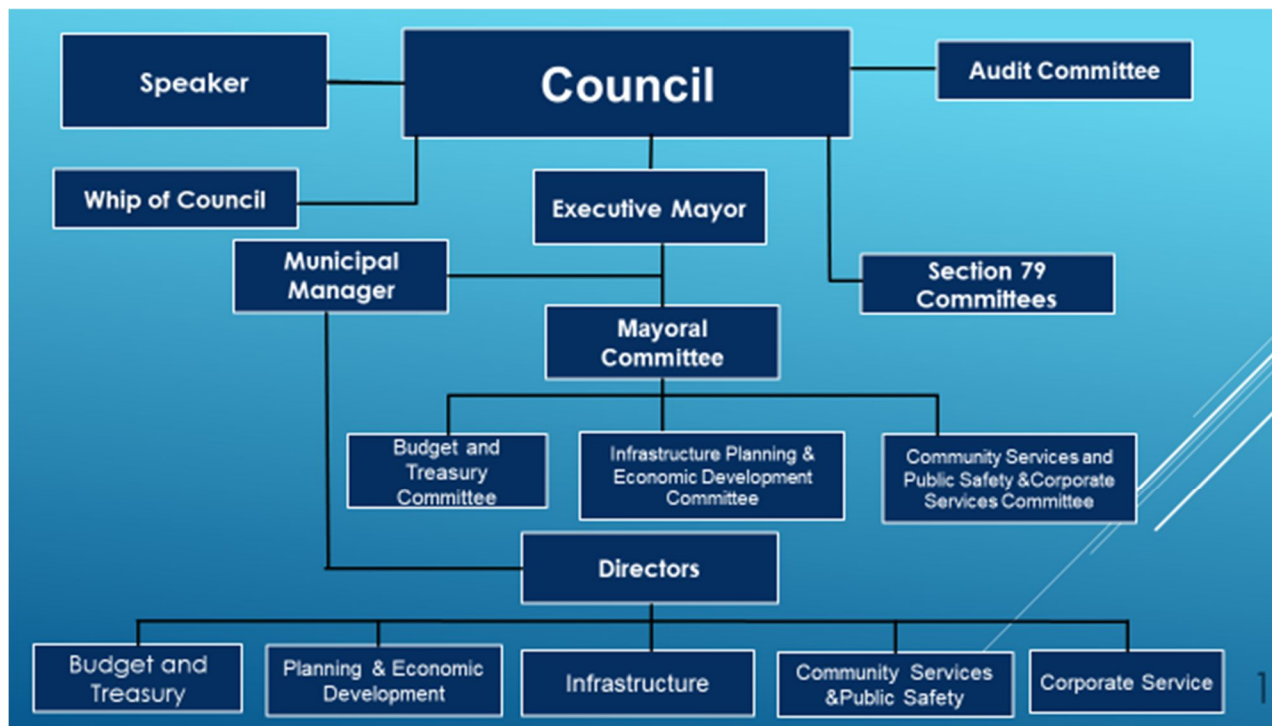 Council
Speaker
Audit Committee
Whip of Council
Executive Mayor
Municipal
Manager
Section 79
Committees
Mayoral
Committee
Budget and
Treasury
Committee
Infrastructure Planning &
Economic Development
Committee
Community Services and
Public Safety &Corporate
Services Committee
Directors
Budget and
Treasury
Planning & Economic
Development
Infrastructure
Community Services
&Public Safety
Corporate Service
1